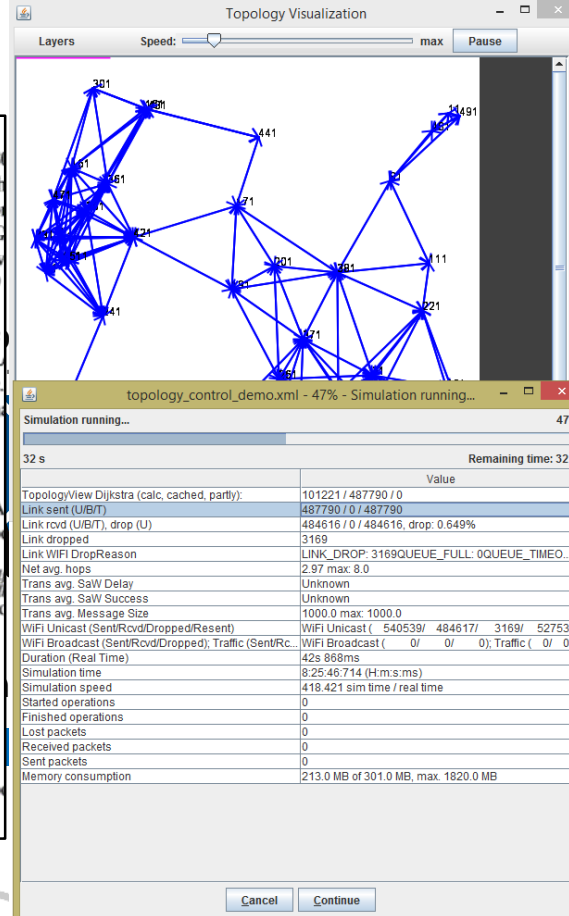 Topology Visualization
Layers Speed: max Pause
301
441
491
71
111
201
281
221
421
topology_control_demo.xml - 47% - Simulation running...
Simulation running... 47
32 s Remaining time: 32
Value
TopologyView Dijkstra (calc, cached, partly): 101221 / 487790 / 0
Link sent (U/B/T) 487790 / 0 / 487790
Link rcvd (U/B/T), drop (U) 484616 / 0 / 484616, drop: 0.649%
Link dropped 3169
Link WIFI DropReason LINK_DROP: 3169QUEUE_FULL: 0QUEUE_TIMEO...
Net avg. hops 2.97 max: 8.0
Trans avg. SaW Delay Unknown
Trans avg. SaW Success Unknown
Trans avg. Message Size 1000.0 max: 1000.0
WiFi Unicast (Sent/Rcvd/Dropped/Resent) WiFi Unicast ( 540539/ 484617/ 3169/ 52753
WiFi Broadcast (Sent/Rcvd/Dropped); Traffic (Sent/Rc... WiFi Broadcast ( 0/ 0/ 0); Traffic ( 0/ 0
Duration (Real Time) 42s 868ms
Simulation time 8:25:46:714 (H:m:s:ms)
Simulation speed 418.421 sim time / real time
Started operations 0
Finished operations 0
Lost packets 0
Received packets 0
Sent packets 0
Memory consumption 213.0 MB of 301.0 MB, max. 1820.0 MB
Cancel Continue